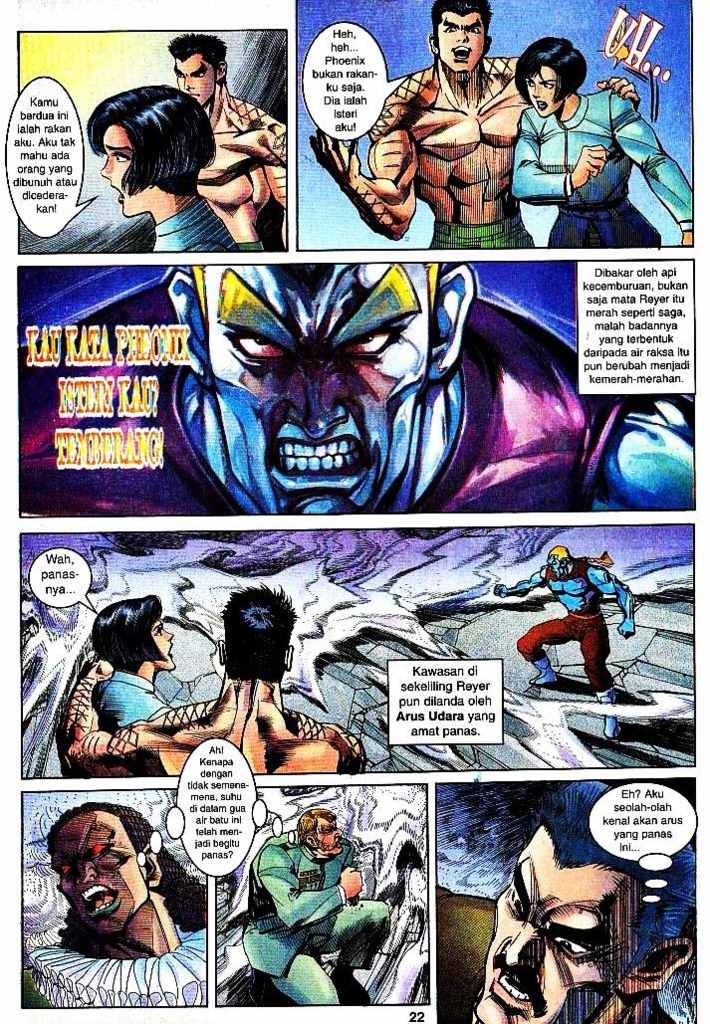 Kamu
berdua ini
ialah rakan
aku. Aku tak
mahu ada
orang yang
dibunuh atau
dicedera-
kan!
Heh,
heh...
Phoenix
bukan rakan-
ku saja.
Dia ialah
isteri
aku!
UH...
KAU KATA PHEONIX
ISTERI KAU?
TEMBERANG!
Dibakar oleh api
kecemburuan, bukan
saja mata Reyer itu
merah seperti saga,
malah badannya
yang terbentuk
daripada air raksa itu
pun berubah menjadi
kemerah-merahan.
Wah,
panas-
nya...
Kawasan di
sekeliling Reyer
pun dilanda oleh
Arus Udara yang
amat panas.
Ah!
Kenapa
dengan
tidak semena-
mena, suhu
di dalam gua
air batu ini
telah men-
jadi begitu
panas?
Eh? Aku
seolah-olah
kenal akan arus
yang panas
ini...
22